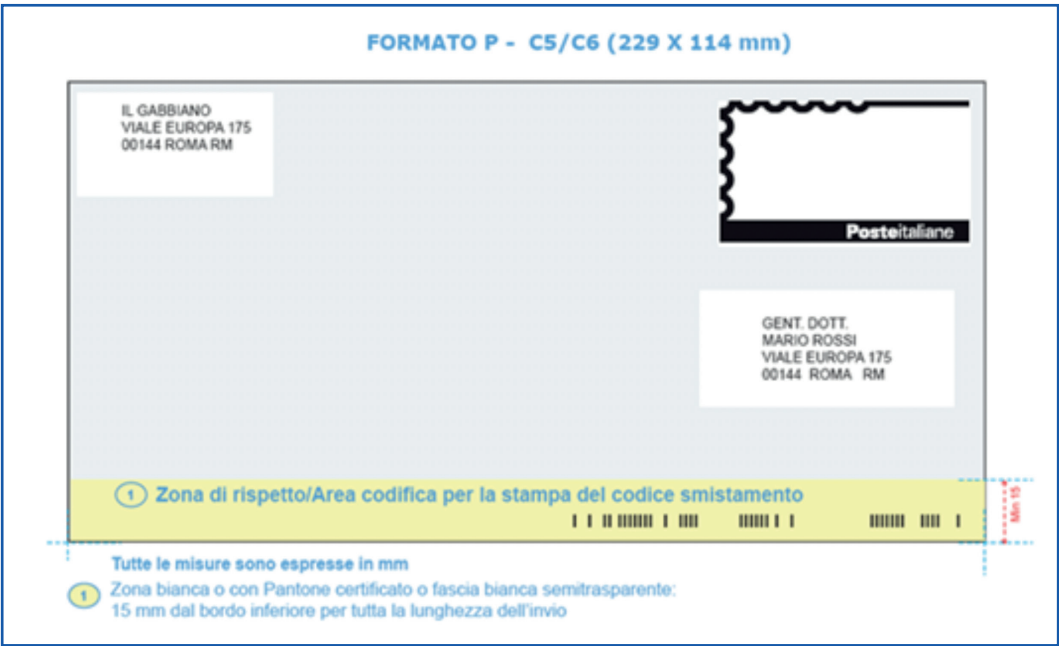 FORMATO P - C5/C6 (229 X 114 mm)
IL GABBIANO
VIALE EUROPA 175
00144 ROMA RM
Posteitaliane
GENT. DOTT.
MARIO ROSSI
VIALE EUROPA 175
00144 ROMA RM
1 Zona di rispetto/Area codifica per la stampa del codice smistamento
Min 15
Tutte le misure sono espresse in mm
1 Zona bianca o con Pantone certificato o fascia bianca semitrasparente:
15 mm dal bordo inferiore per tutta la lunghezza dell'invio